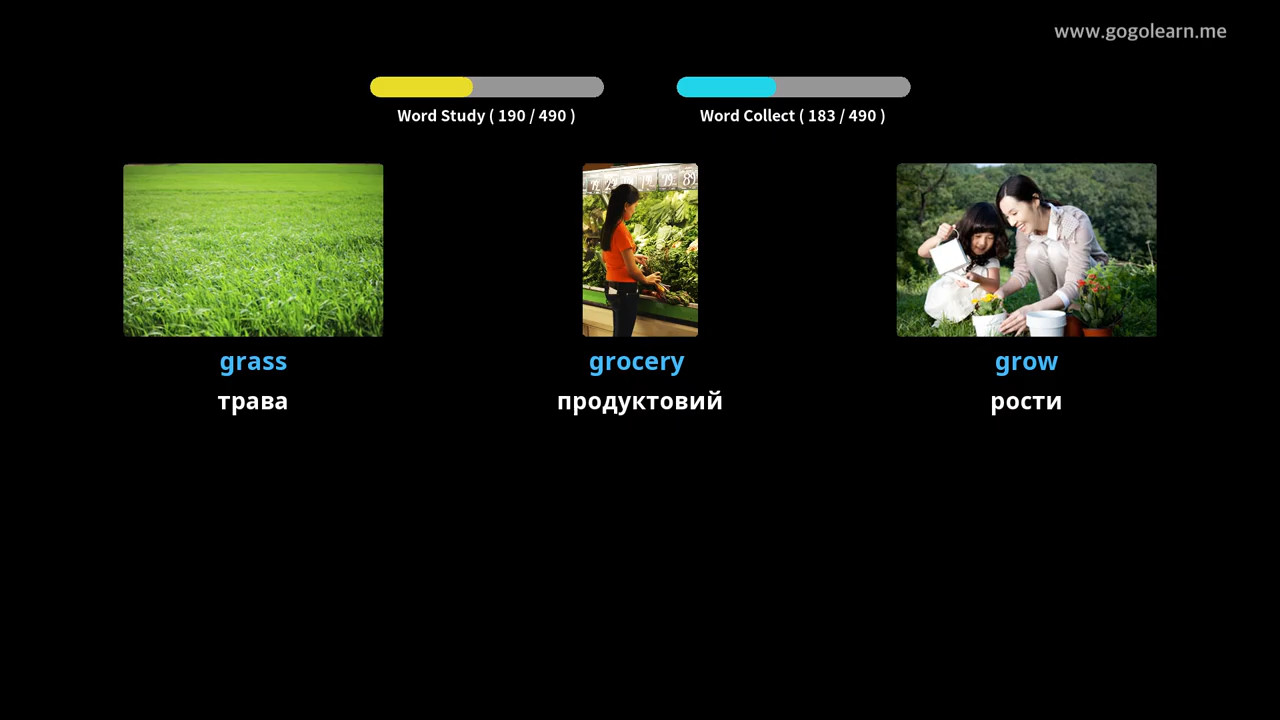 www.gogolearn.me
Word Study ( 190 / 490 )
Word Collect ( 183 / 490 )
grass
grocery
grow
трава
продуктовий
рости